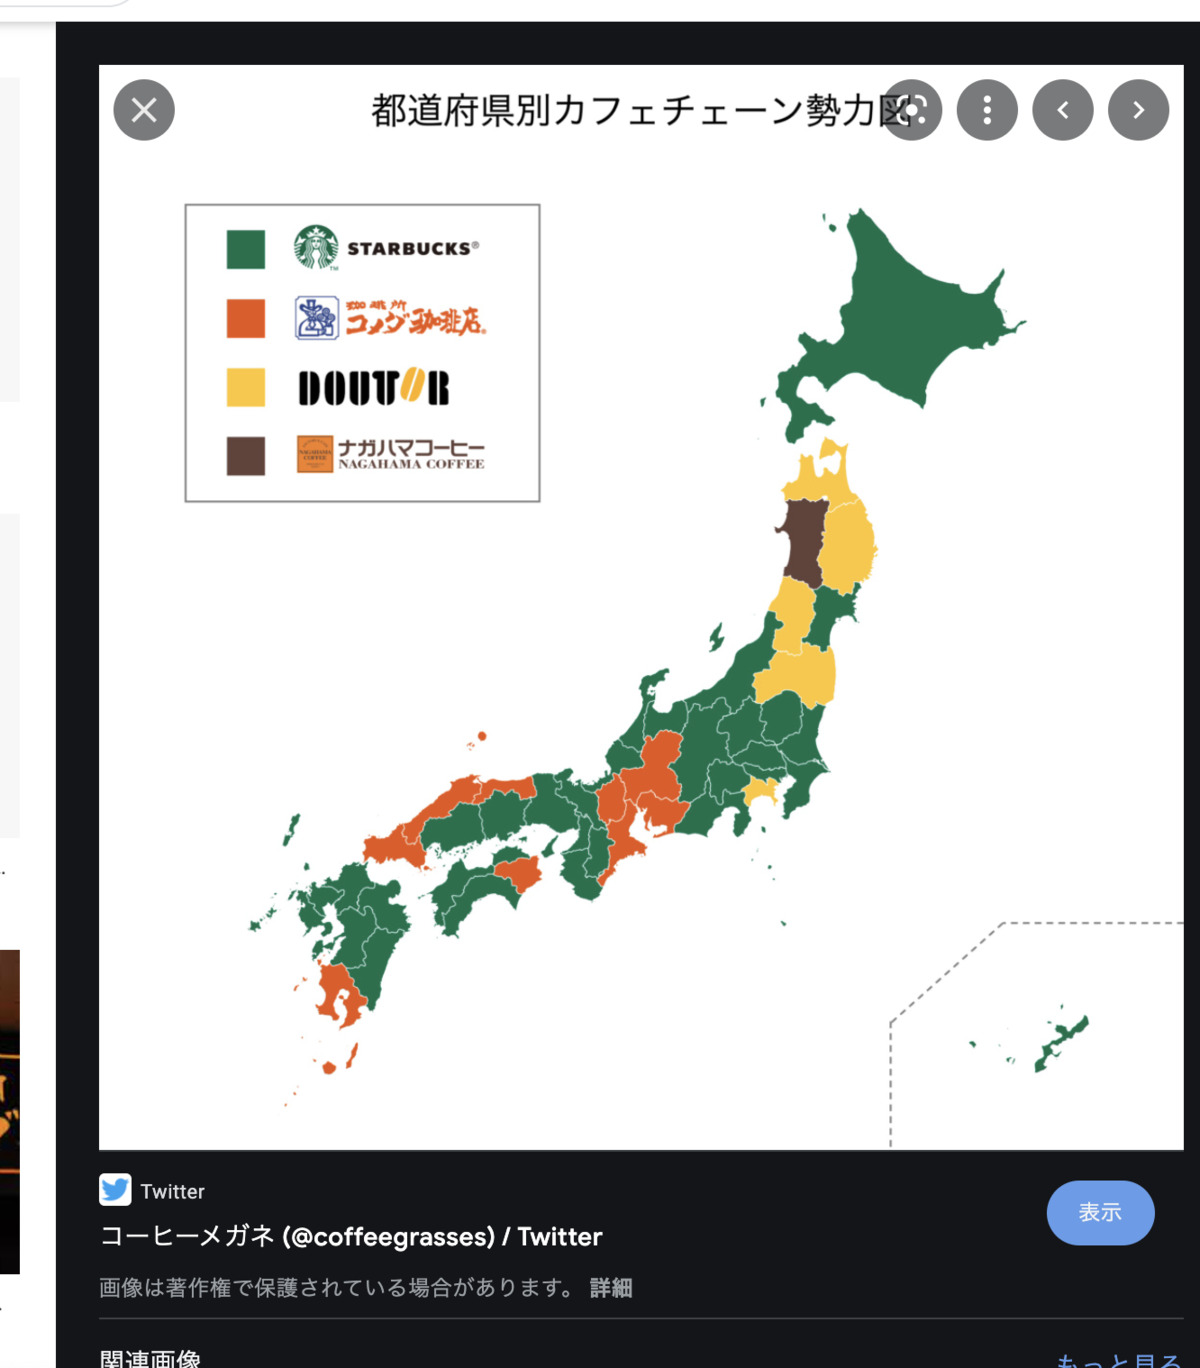 都道府県別カフェチェーン勢力図
STARBUCKS®
TM
珈琲所
コメダ珈琲店®
DOUTOR
NAGAHAMA
COFFEE
ナガハマコーヒー
NAGAHAMA COFFEE
Twitter
コーヒーメガネ (@coffeegrasses) / Twitter
表示
画像は著作権で保護されている場合があります。 詳細
関連画像
もっと見る